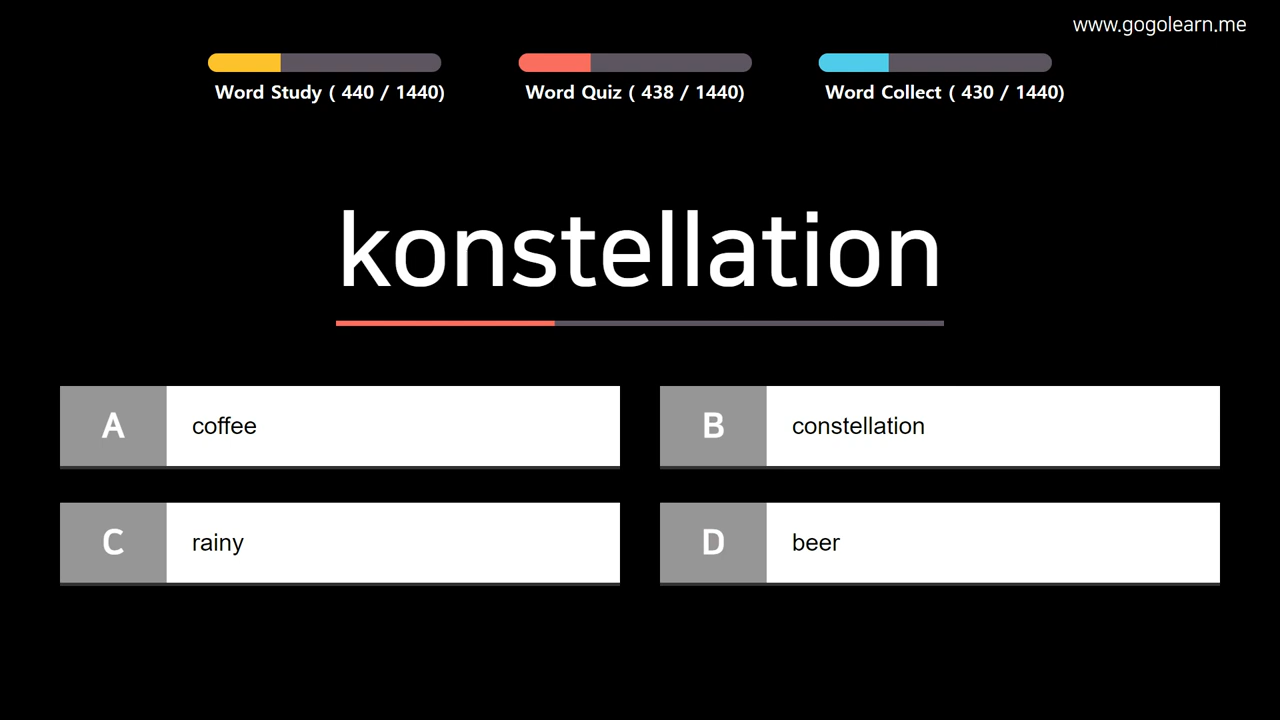 www.gogolearn.me
Word Study ( 440 / 1440)
Word Quiz ( 438 / 1440)
Word Collect ( 430 / 1440)
konstellation
A coffee
B constellation
C rainy
D beer